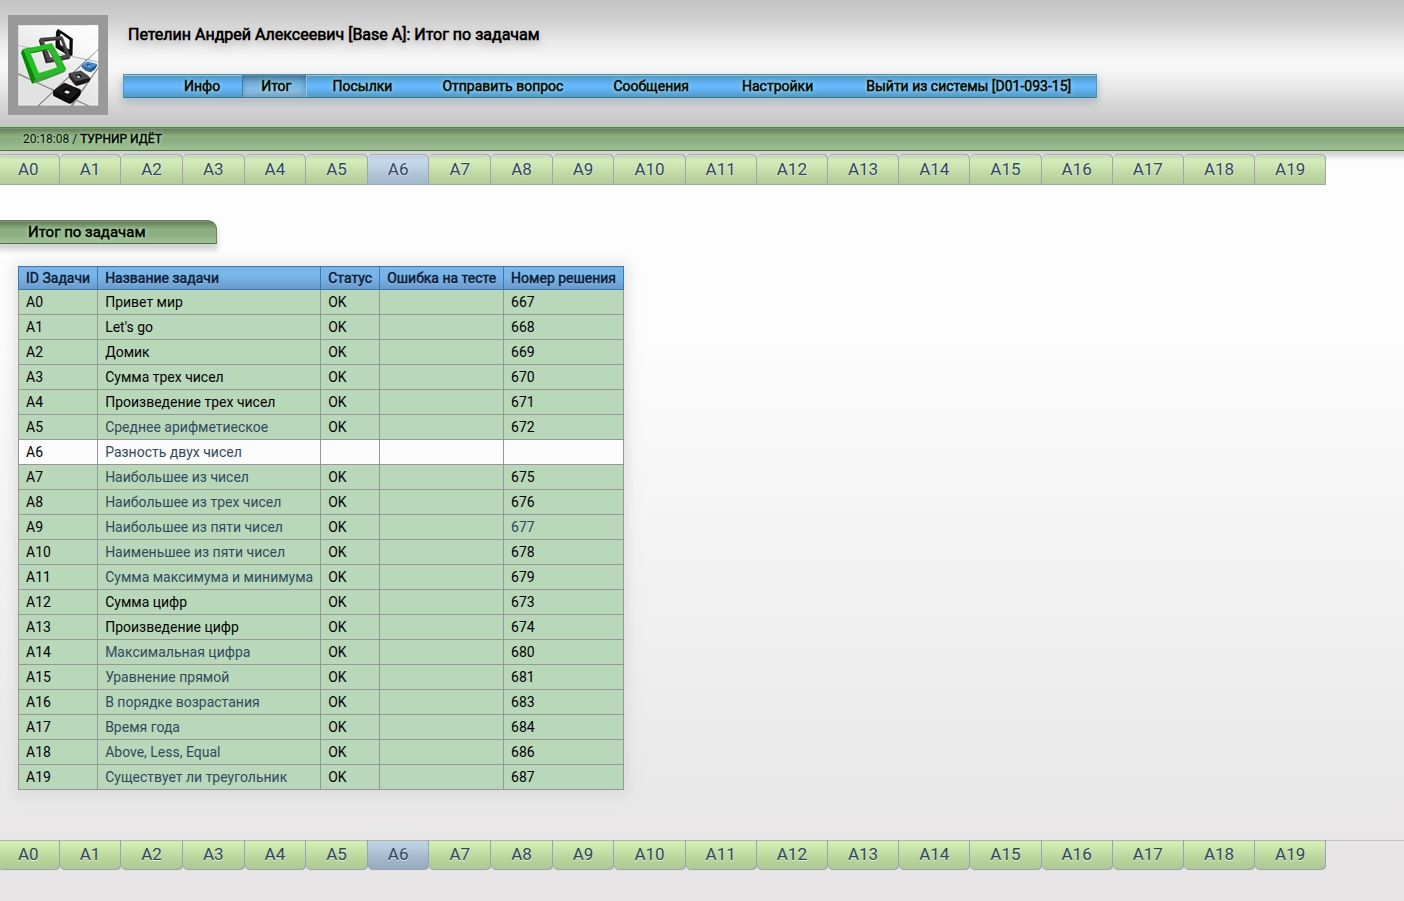 Петелин Андрей Алексеевич [Base A]: Итог по задачам
Инфо Итог Посылки Отправить вопрос Сообщения Настройки Выйти из системы [D01-093-15]
20:18:08 / ТУРНИР ИДЁТ
A0 A1 A2 A3 A4 A5 A6 A7 A8 A9 A10 A11 A12 A13 A14 A15 A16 A17 A18 A19
Итог по задачам
ID Задачи Название задачи Статус Ошибка на тесте Номер решения
A0 Привет мир OK 667
A1 Let's go OK 668
A2 Домик OK 669
A3 Сумма трех чисел OK 670
A4 Произведение трех чисел OK 671
A5 Среднее арифметиеское OK 672
A6 Разность двух чисел
A7 Наибольшее из чисел OK 675
A8 Наибольшее из трех чисел OK 676
A9 Наибольшее из пяти чисел OK 677
A10 Наименьшее из пяти чисел OK 678
A11 Сумма максимума и минимума OK 679
A12 Сумма цифр OK 673
A13 Произведение цифр OK 674
A14 Максимальная цифра OK 680
A15 Уравнение прямой OK 681
A16 В порядке возрастания OK 683
A17 Время года OK 684
A18 Above, Less, Equal OK 686
A19 Существует ли треугольник OK 687
A0 A1 A2 A3 A4 A5 A6 A7 A8 A9 A10 A11 A12 A13 A14 A15 A16 A17 A18 A19